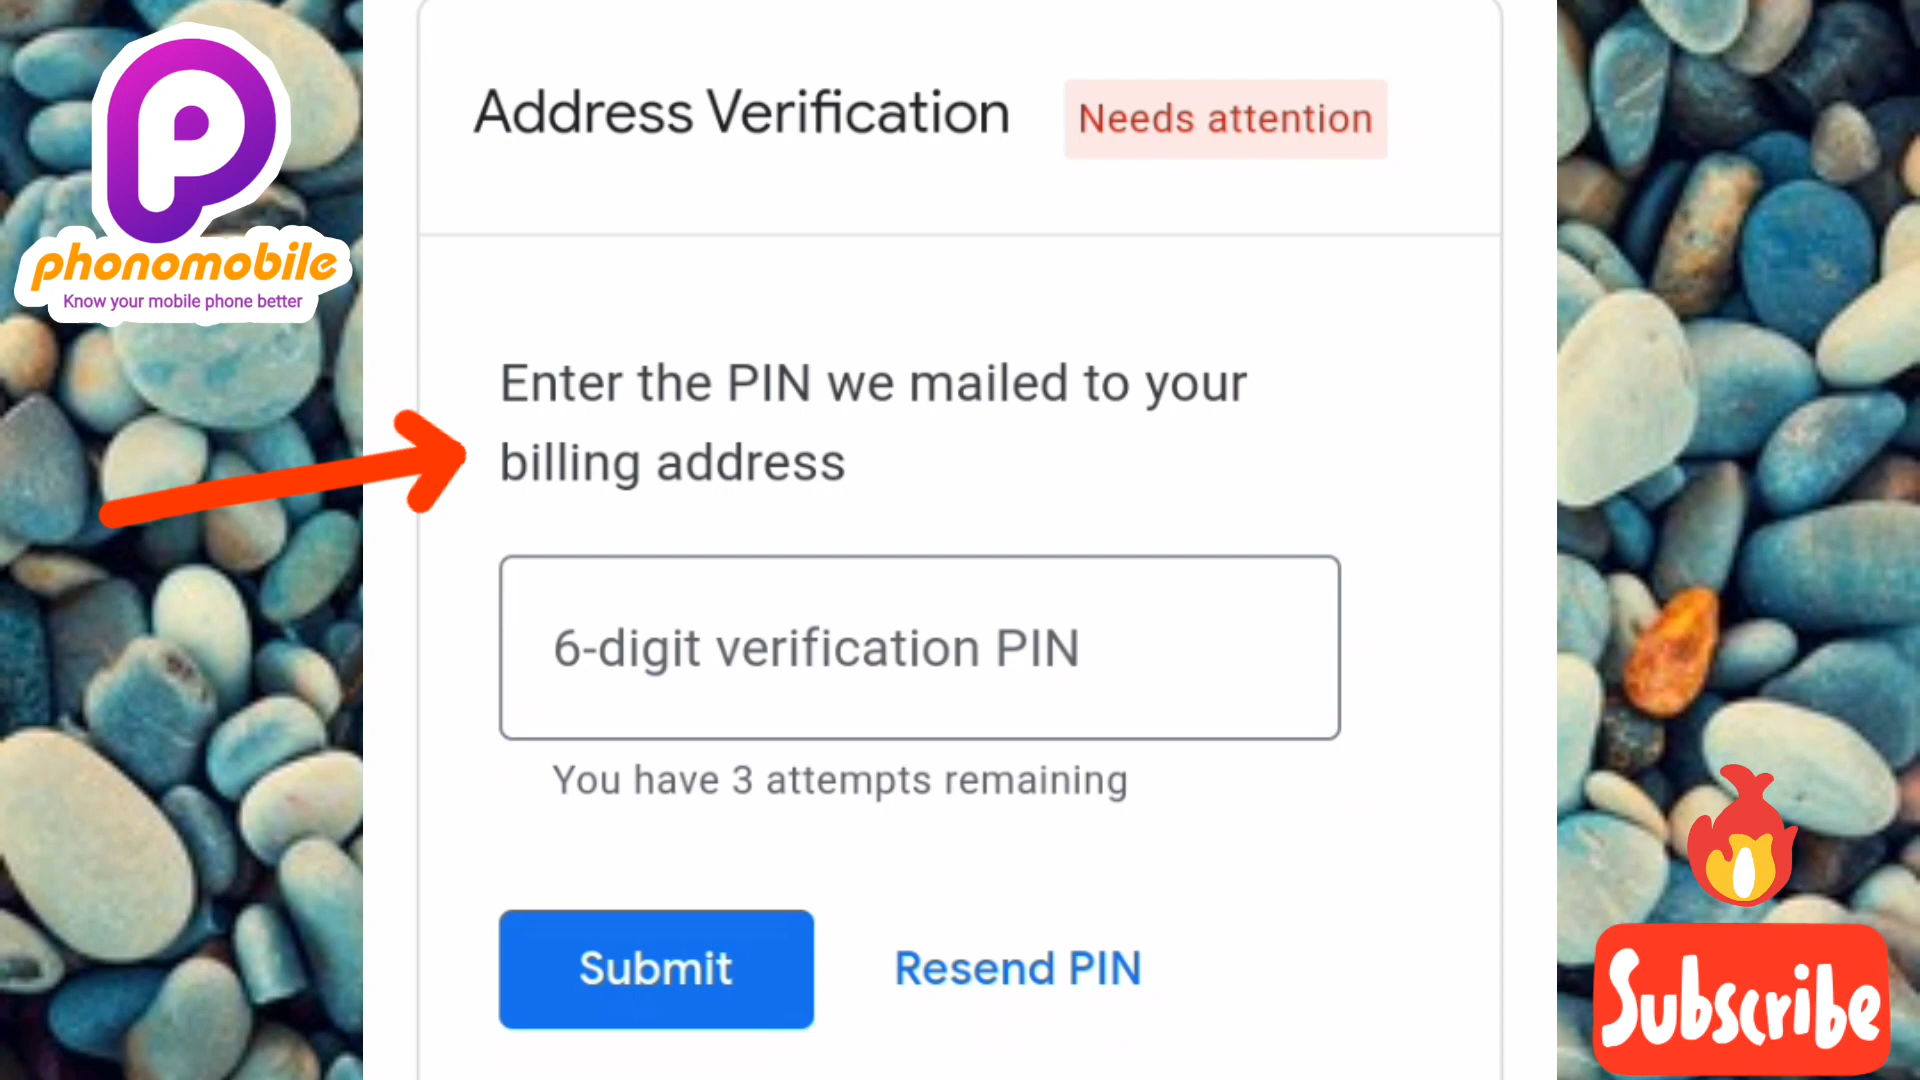 phonomobile
Know your mobile phone better
Address Verification
Needs attention
Enter the PIN we mailed to your
billing address
6-digit verification PIN
You have 3 attempts remaining
Submit
Resend PIN
Subscribe